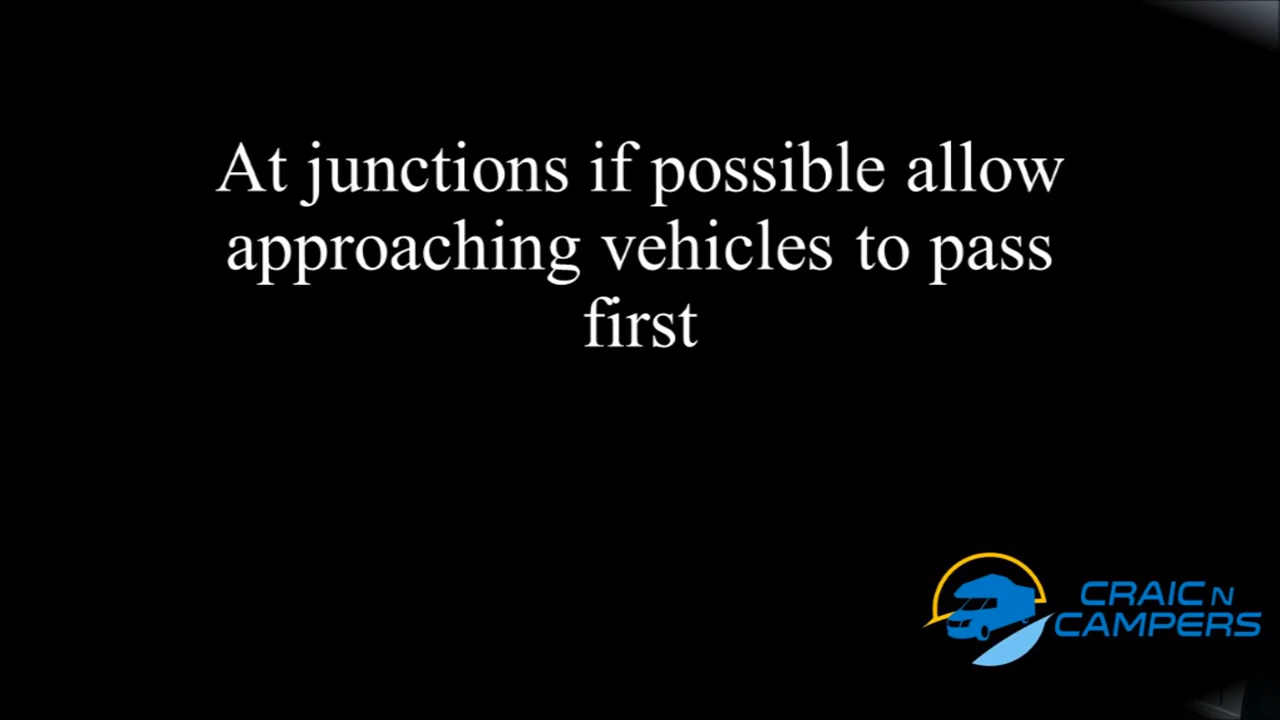 At junctions if possible allow
approaching vehicles to pass
first
CRAIC N
CAMPERS